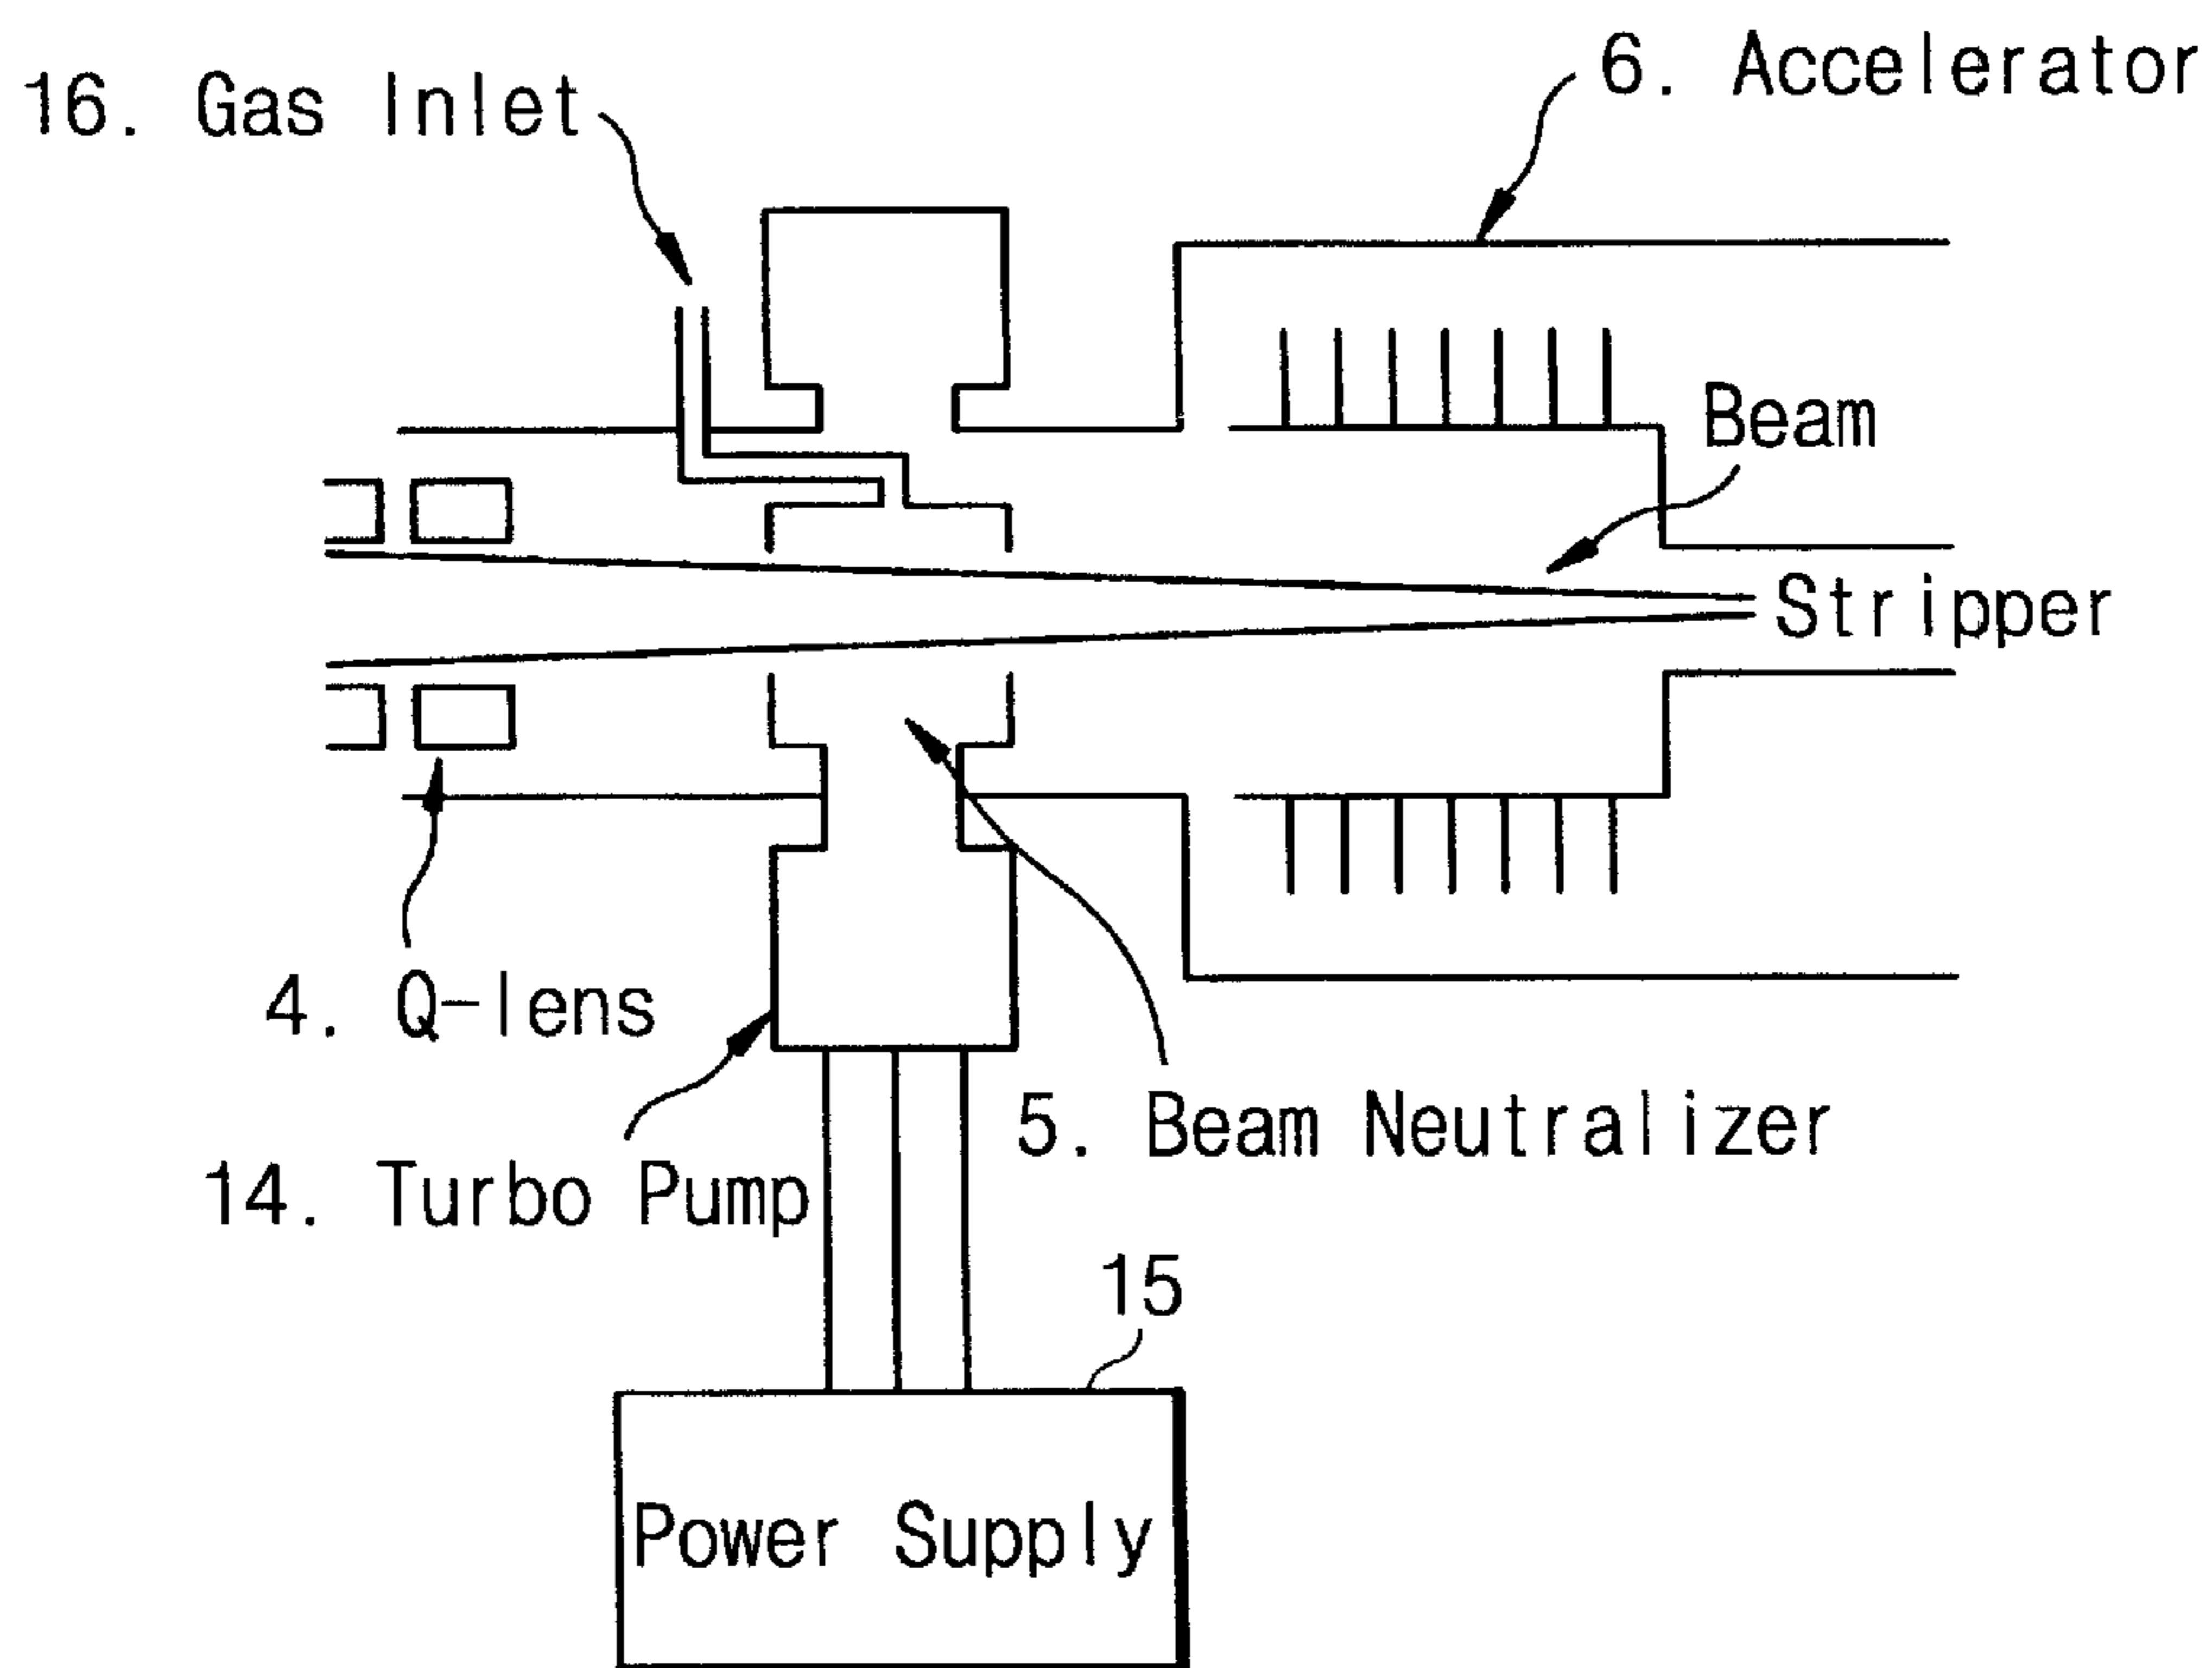 6. Accelerator
16. Gas Inlet
Beam
Stripper
4. Q-lens
5. Beam Neutralizer
14. Turbo Pump
15
Power Supply